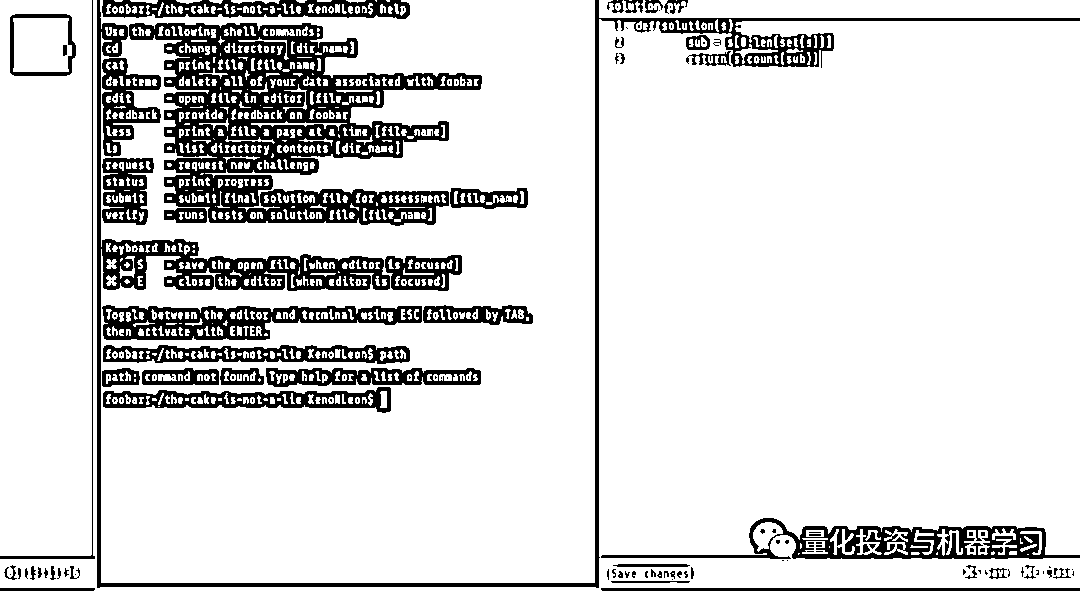 foobar:~/the-cake-is-not-a-lie XenoNLeon$ help
Use the following shell commands:
cd - change directory [dir_name]
cat - print file [file_name]
deleteme - delete all of your data associated with foobar
edit - open file in editor [file_name]
feedback - provide feedback on foobar
less - print a file a page at a time [file_name]
ls - list directory contents [dir_name]
request - request new challenge
status - print progress
submit - submit final solution file for assessment [file_name]
verify - runs tests on solution file [file_name]
Keyboard help:
⌘ + S - save the open file [when editor is focused]
⌘ + E - close the editor [when editor is focused]
Toggle between the editor and terminal using ESC followed by TAB,
then activate with ENTER.
foobar:~/the-cake-is-not-a-lie XenoNLeon$ path
path: command not found. Type help for a list of commands
foobar:~/the-cake-is-not-a-lie XenoNLeon$
solution.py*
1 def solution(s):
2 sub = s[0:len(set(s))]
3 return(s.count(sub))
量化投资与机器学习
Save changes